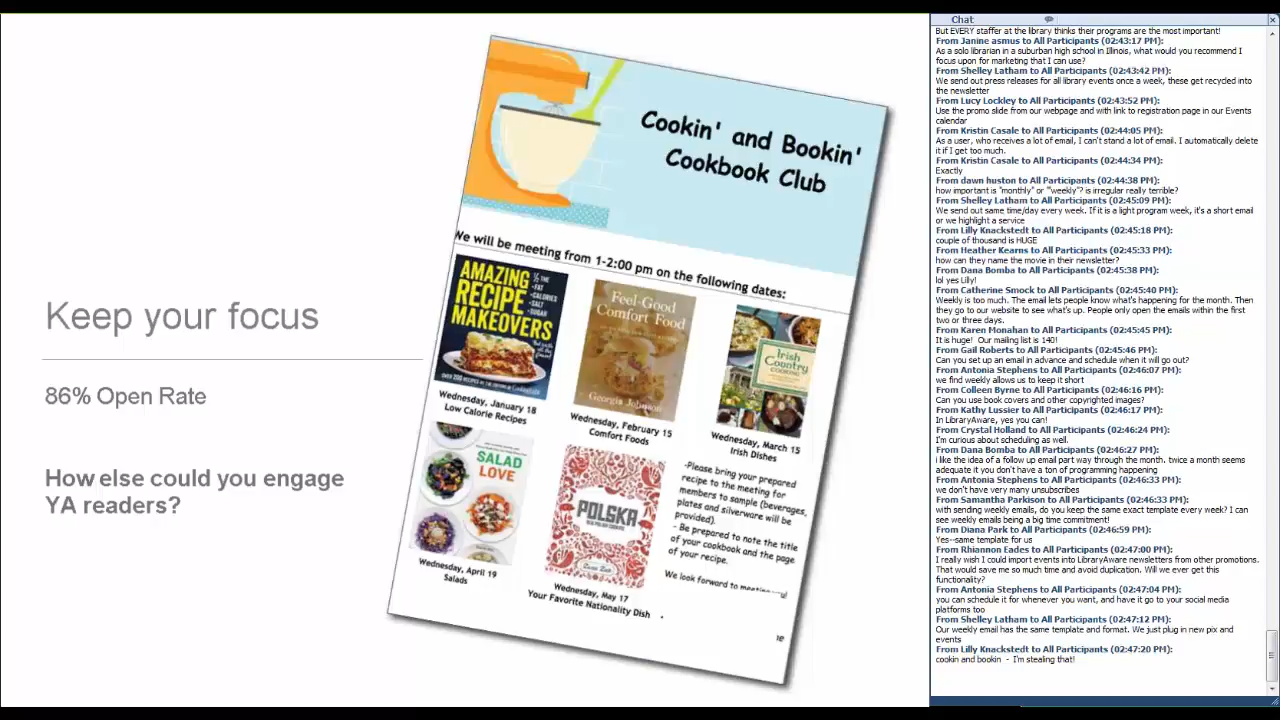 Keep your focus
86% Open Rate
How else could you engage
YA readers?
Cookin' and Bookin'
Cookbook Club
We will be meeting from 1-2:00 pm on the following dates:
AMAZING
RECIPE
MAKEOVERS
Wednesday, January 18
Low Calorie Recipes
Feel-Good
Comfort Food
Georgia Johnson
Wednesday, February 15
Comfort Foods
Irish
Country
COOKING
Wednesday, March 15
Irish Dishes
SALAD
LOVE
Wednesday, April 19
Salads
POLSKA
Wednesday, May 17
Your Favorite Nationality Dish
-Please bring your prepared
recipe to the meeting for
members to sample (beverages,
plates and silverware will be
provided).
- Be prepared to note the title
of your cookbook and the page
of your recipe.
We look forward to
Chat
But EVERY staffer at the library thinks their programs are the most important!
From Janine asmus to All Participants (02:43:17 PM):
As a solo librarian in a suburban high school in Illinois, what would you recommend I
focus upon for marketing that I can use?
From Shelley Latham to All Participants (02:43:42 PM):
We send out press releases for all library events once a week, these get recycled into
the newsletter
From Lucy Lockley to All Participants (02:43:52 PM):
Use the promo slide from our webpage and with link to registration page in our Events
calendar
From Kristin Casale to All Participants (02:44:05 PM):
As a user, who receives a lot of email, I can't stand a lot of email. I automatically delete
it if I get too much.
From Kristin Casale to All Participants (02:44:34 PM):
Exactly
From dawn huston to All Participants (02:44:38 PM):
how important is "monthly" or "'weekly"? is irregular really terrible?
From Shelley Latham to All Participants (02:45:09 PM):
We send out same time/day every week. If it is a light program week, it's a short email
or we highlight a service
From Lilly Knackstedt to All Participants (02:45:18 PM):
couple of thousand is HUGE
From Heather Kearns to All Participants (02:45:33 PM):
how can they name the movie in their newsletter?
From Dana Bomba to All Participants (02:45:38 PM):
lol yes Lilly!
From Catherine Smock to All Participants (02:45:40 PM):
Weekly is too much. The email lets people know what's happening for the month. Then
they go to our website to see what's up. People only open the emails within the first
two or three days.
From Karen Monahan to All Participants (02:45:45 PM):
It is huge! Our mailing list is 140!
From Gail Roberts to All Participants (02:45:46 PM):
Can you set up an email in advance and schedule when it will go out?
From Antonia Stephens to All Participants (02:46:07 PM):
we find weekly allows us to keep it short
From Colleen Byrne to All Participants (02:46:16 PM):
Can you use book covers and other copyrighted images?
From Kathy Lussier to All Participants (02:46:17 PM):
In LibraryAware, yes you can!
From Crystal Holland to All Participants (02:46:24 PM):
I'm curious about scheduling as well.
From Dana Bomba to All Participants (02:46:27 PM):
i like the idea of a follow up email part way through the month. twice a month seems
adequate it you don't have a ton of programming happening
From Antonia Stephens to All Participants (02:46:33 PM):
we don't have very many unsubscribes
From Samantha Parkison to All Participants (02:46:33 PM):
with sending weekly emails, do you keep the same exact template every week? I can
see weekly emails being a big time commitment!
From Diana Park to All Participants (02:46:59 PM):
Yes--same template for us
From Rhiannon Eades to All Participants (02:47:00 PM):
I really wish I could import events into LibraryAware newsletters from other promotions.
That would save me so much time and avoid duplication. Will we ever get this
functionality?
From Antonia Stephens to All Participants (02:47:04 PM):
you can schedule it for whenever you want, and have it go to your social media
platforms too
From Shelley Latham to All Participants (02:47:12 PM):
Our weekly email has the same template and format. We just plug in new pix and
events
From Lilly Knackstedt to All Participants (02:47:20 PM):
cookin and bookin - I'm stealing that!